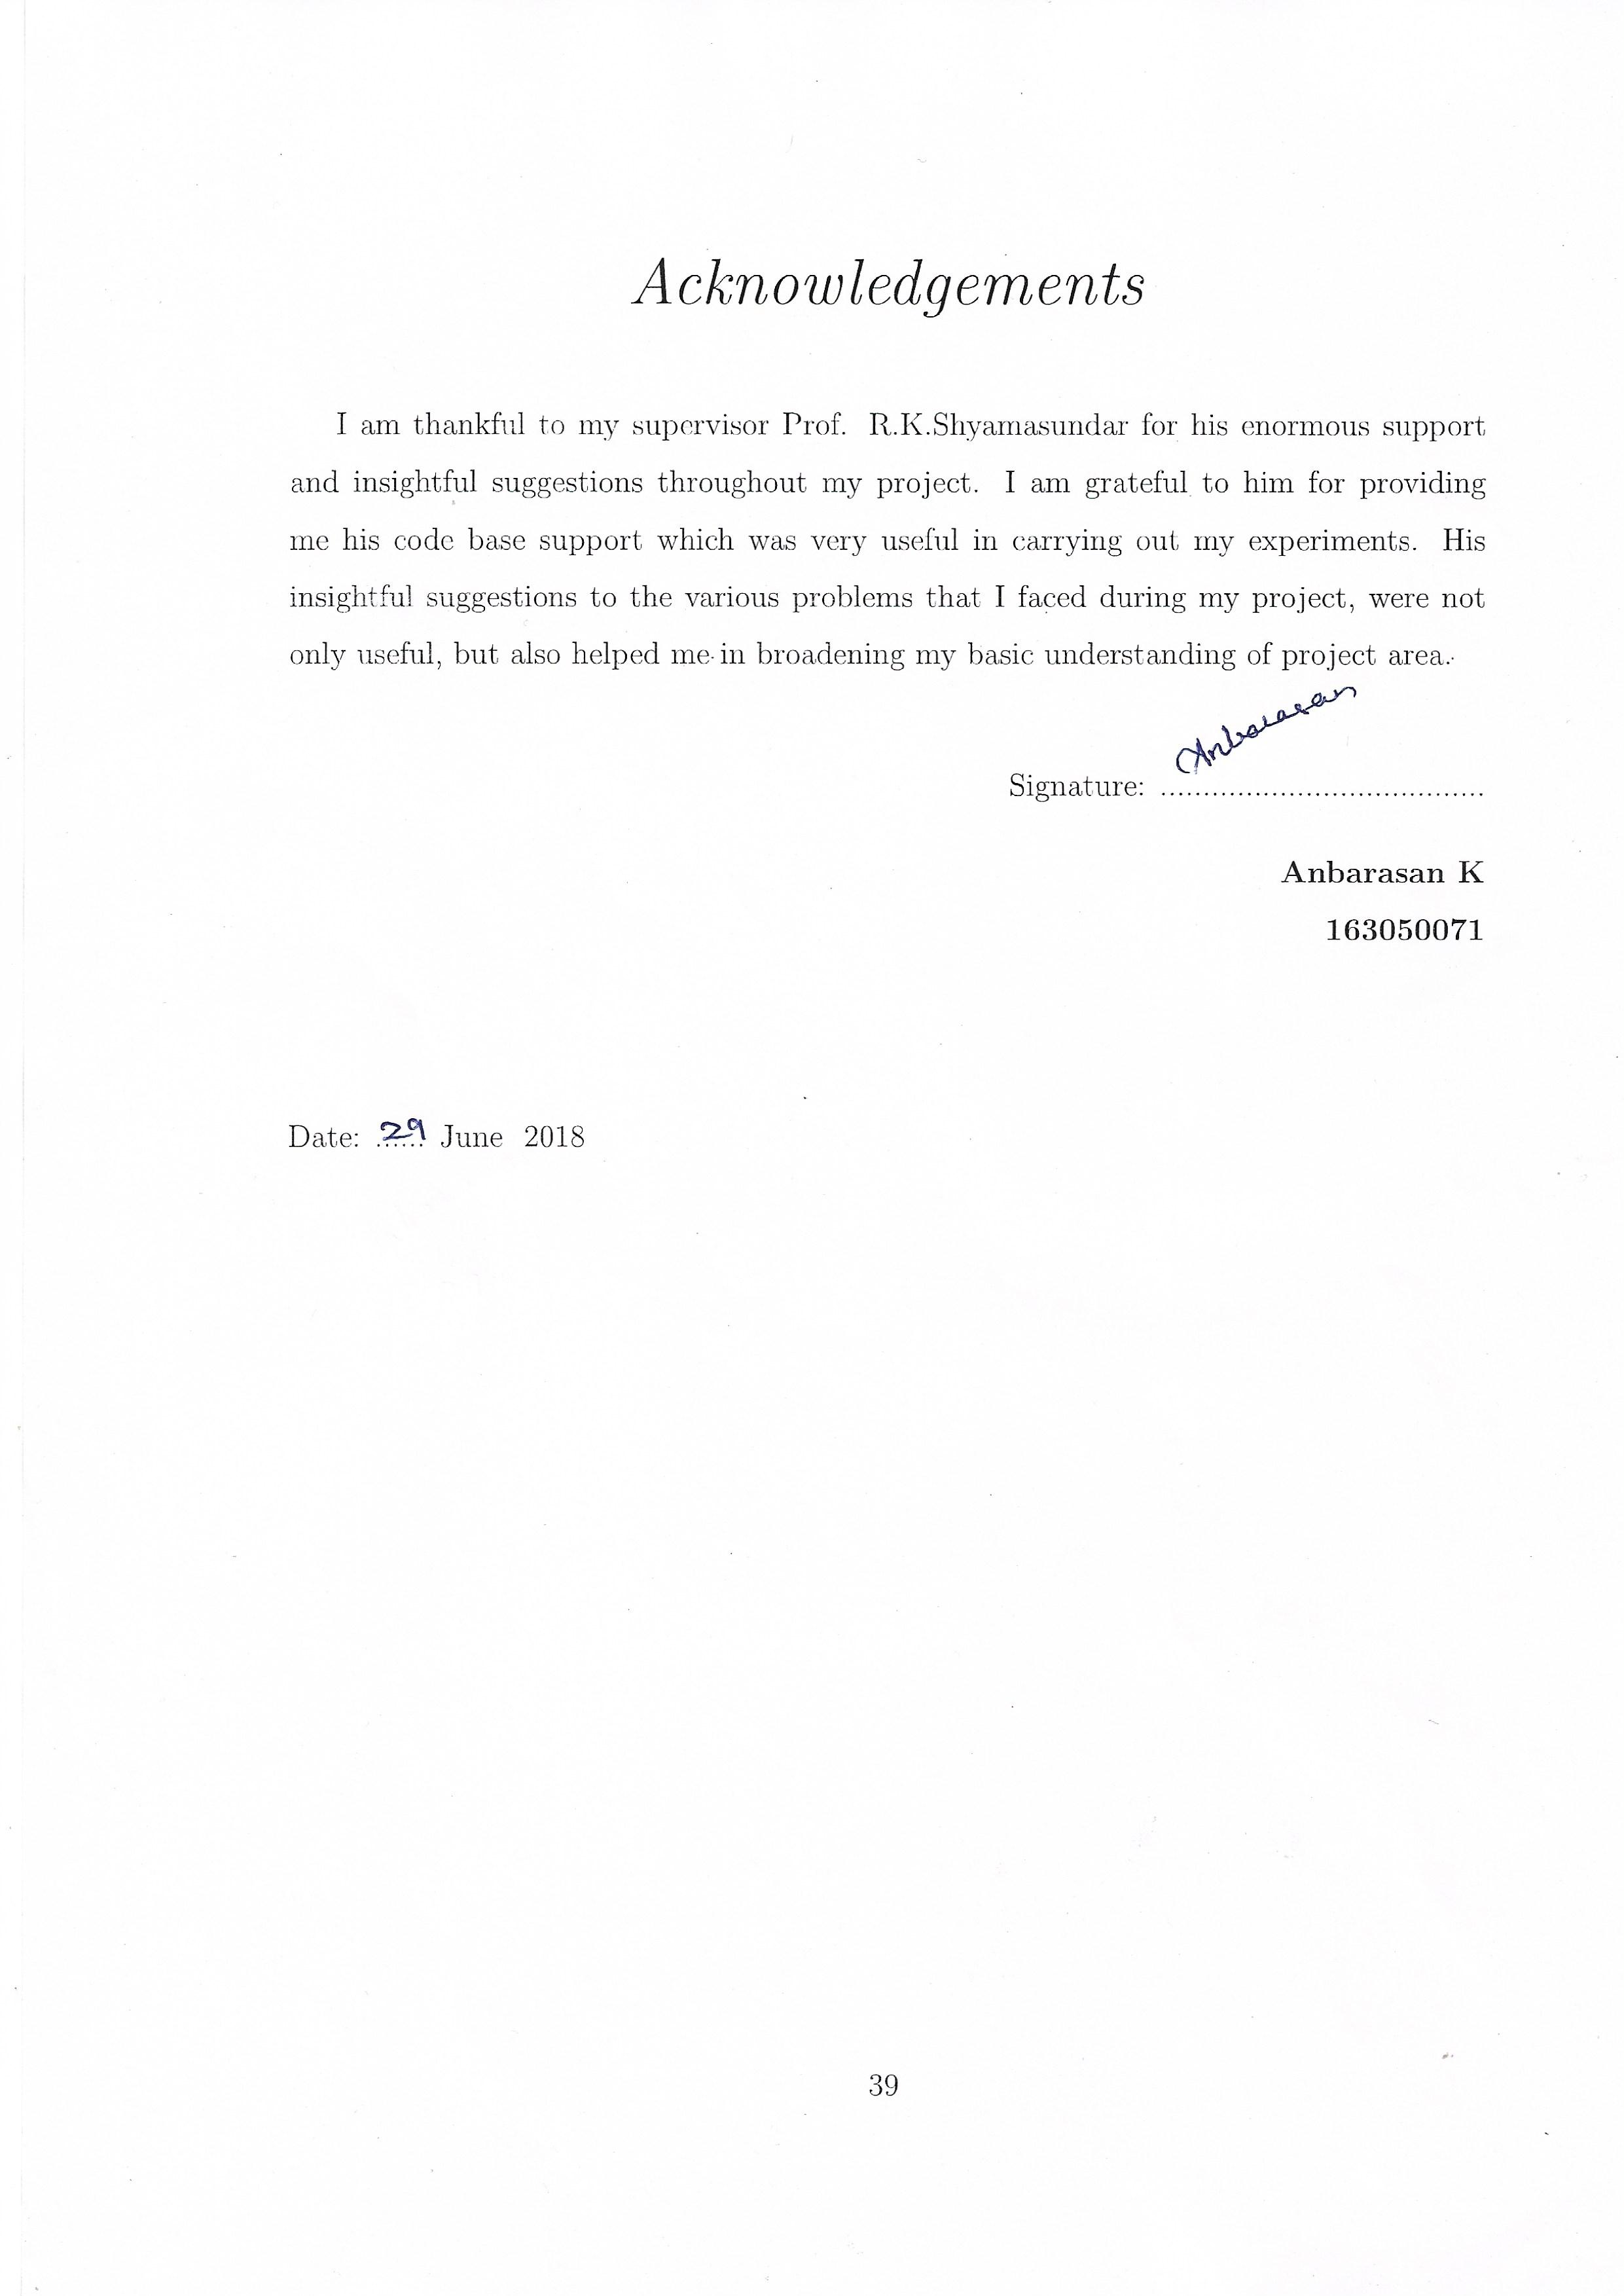 Acknowledgements
I am thankful to my supervisor Prof. R.K.Shyamasundar for his enormous support
and insightful suggestions throughout my project. I am grateful to him for providing
me his code base support which was very useful in carrying out my experiments. His
insightful suggestions to the various problems that I faced during my project, were not
only useful, but also helped me in broadening my basic understanding of project area.
Anbarasan
Signature: ......................................
Anbarasan K
163050071
Date: 29 June 2018
39